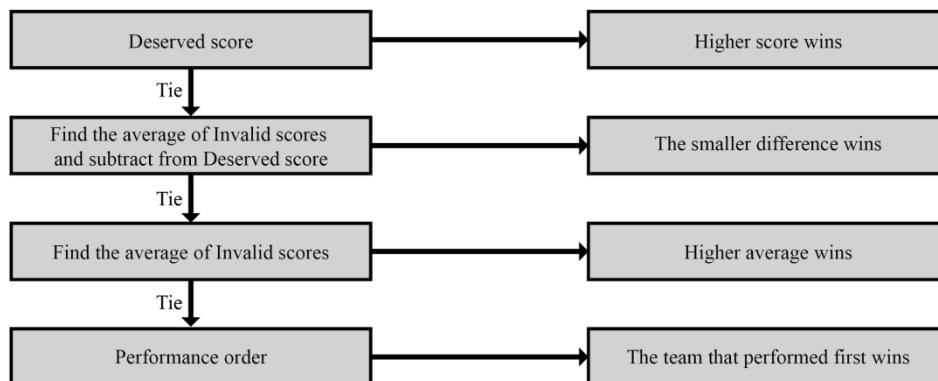 Deserved score
Higher score wins
Tie
Find the average of Invalid scores
and subtract from Deserved score
The smaller difference wins
Tie
Find the average of Invalid scores
Higher average wins
Tie
Performance order
The team that performed first wins